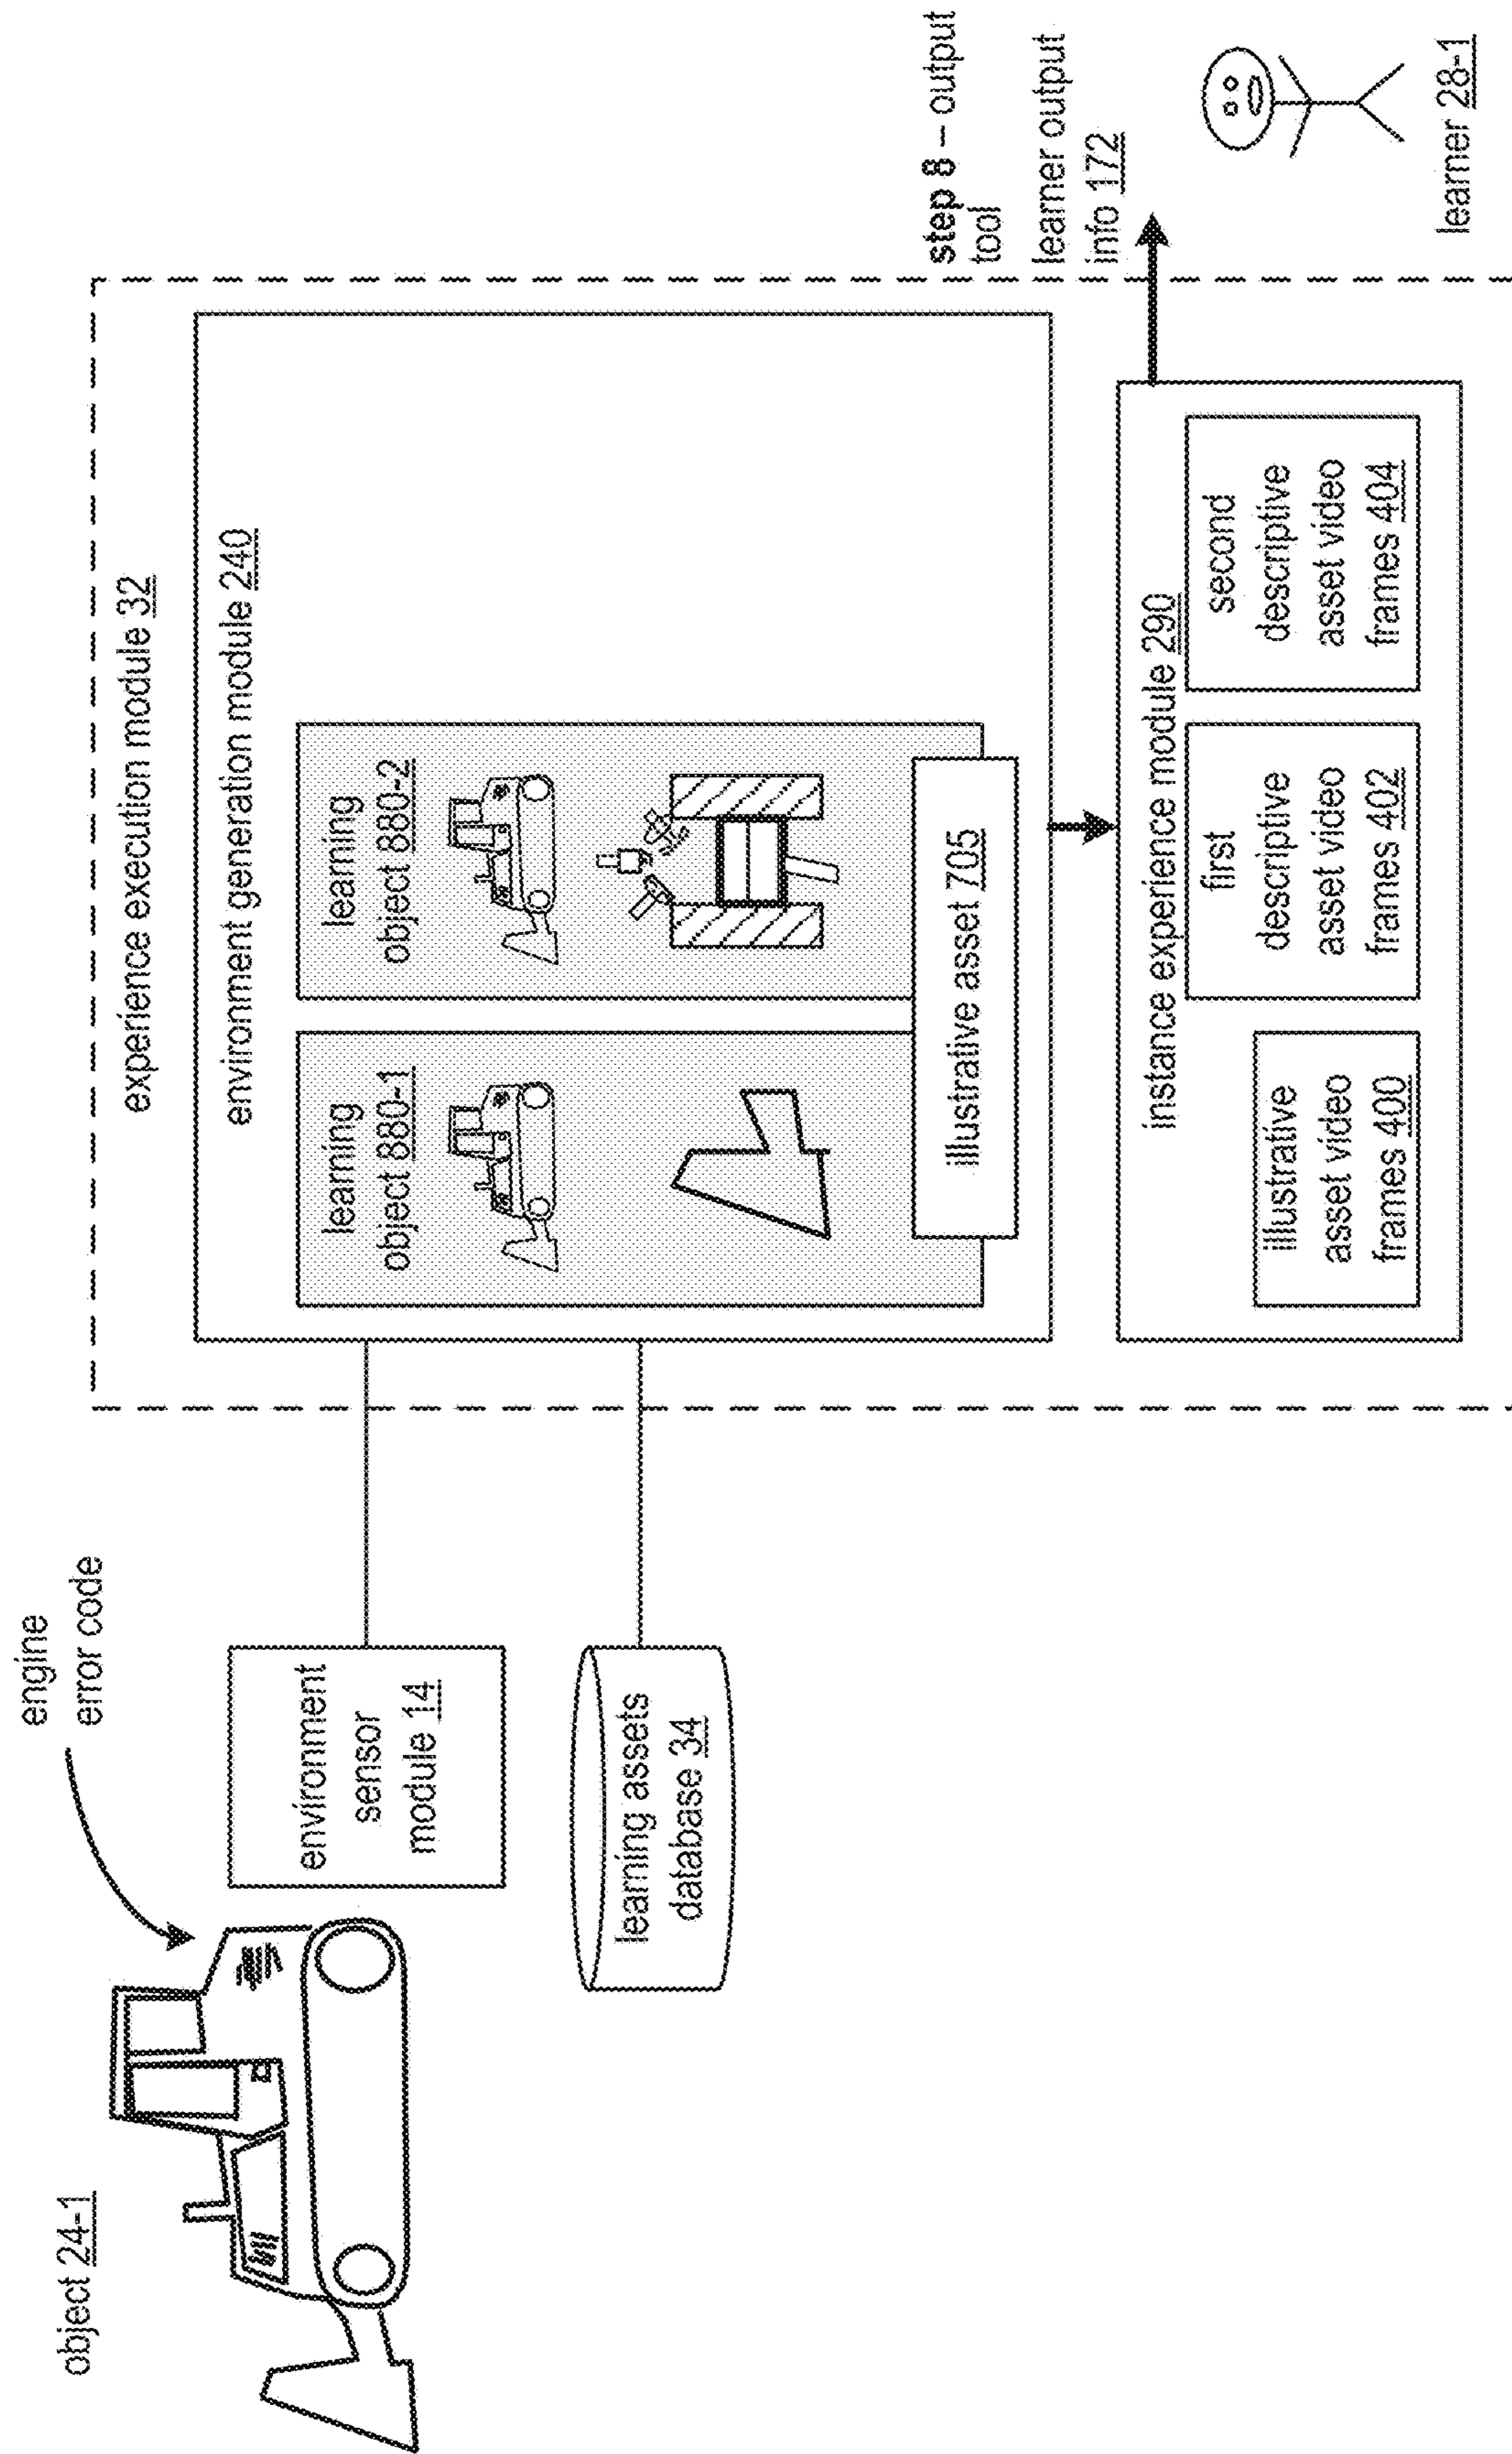 object 24-1
engine
error code
environment
sensor
module 14
learning assets
database 34
experience execution module 32
environment generation module 240
learning
object 880-1
learning
object 880-2
illustrative asset 705
instance experience module 290
illustrative
asset video
frames 400
first
descriptive
asset video
frames 402
second
descriptive
asset video
frames 404
step 8 – output
tool
learner output
info 172
learner 28-1